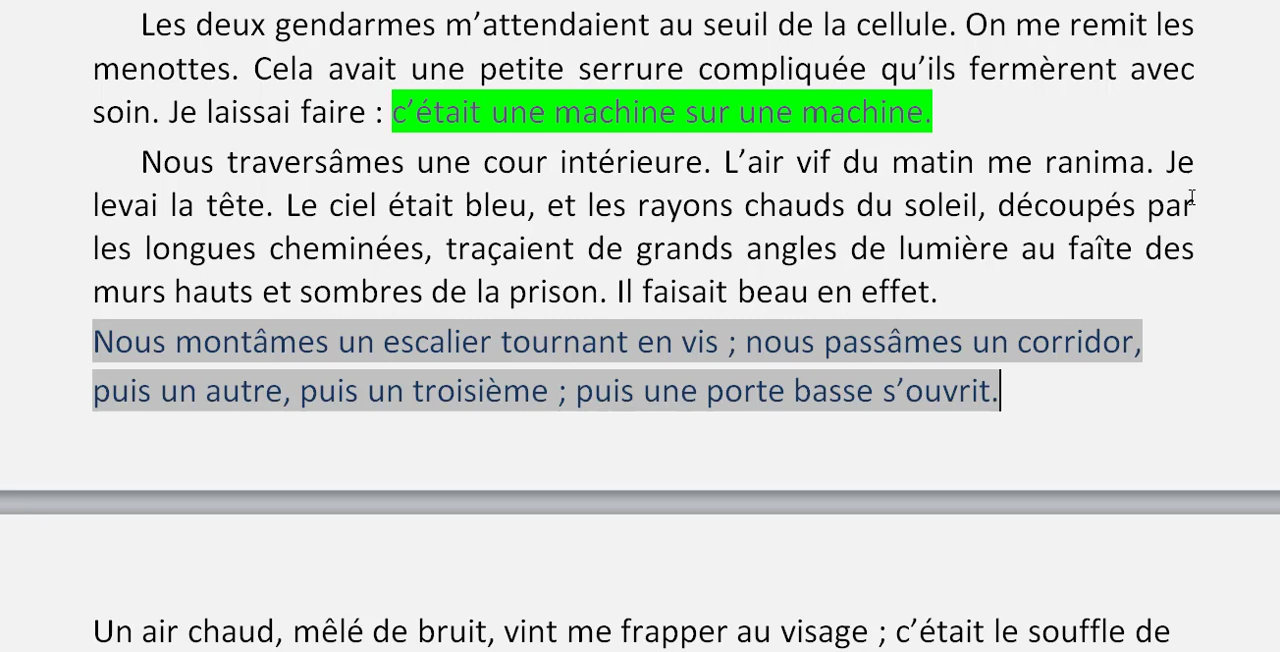 Les deux gendarmes m’attendaient au seuil de la cellule. On me remit les
menottes. Cela avait une petite serrure compliquée qu’ils fermèrent avec
soin. Je laissai faire : c’était une machine sur une machine.
Nous traversâmes une cour intérieure. L’air vif du matin me ranima. Je
levai la tête. Le ciel était bleu, et les rayons chauds du soleil, découpés par
les longues cheminées, traçaient de grands angles de lumière au faîte des
murs hauts et sombres de la prison. Il faisait beau en effet.
Nous montâmes un escalier tournant en vis ; nous passâmes un corridor,
puis un autre, puis un troisième ; puis une porte basse s’ouvrit.
Un air chaud, mêlé de bruit, vint me frapper au visage ; c’était le souffle de